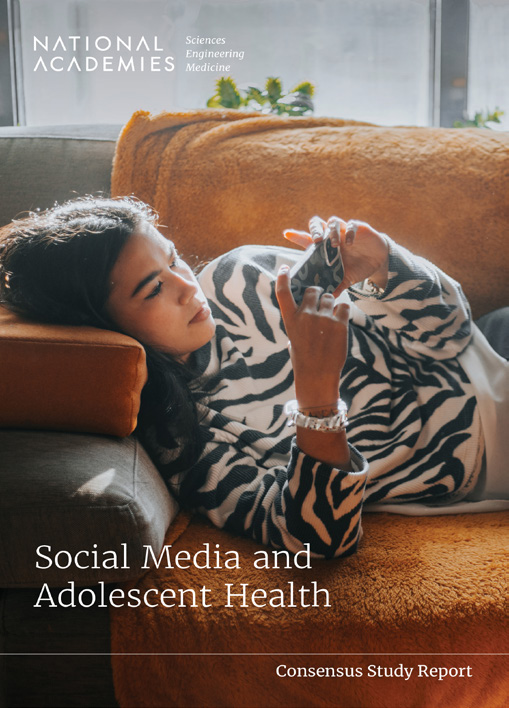 NATIONAL
ACADEMIES
Sciences
Engineering
Medicine
Social Media and
Adolescent Health
Consensus Study Report